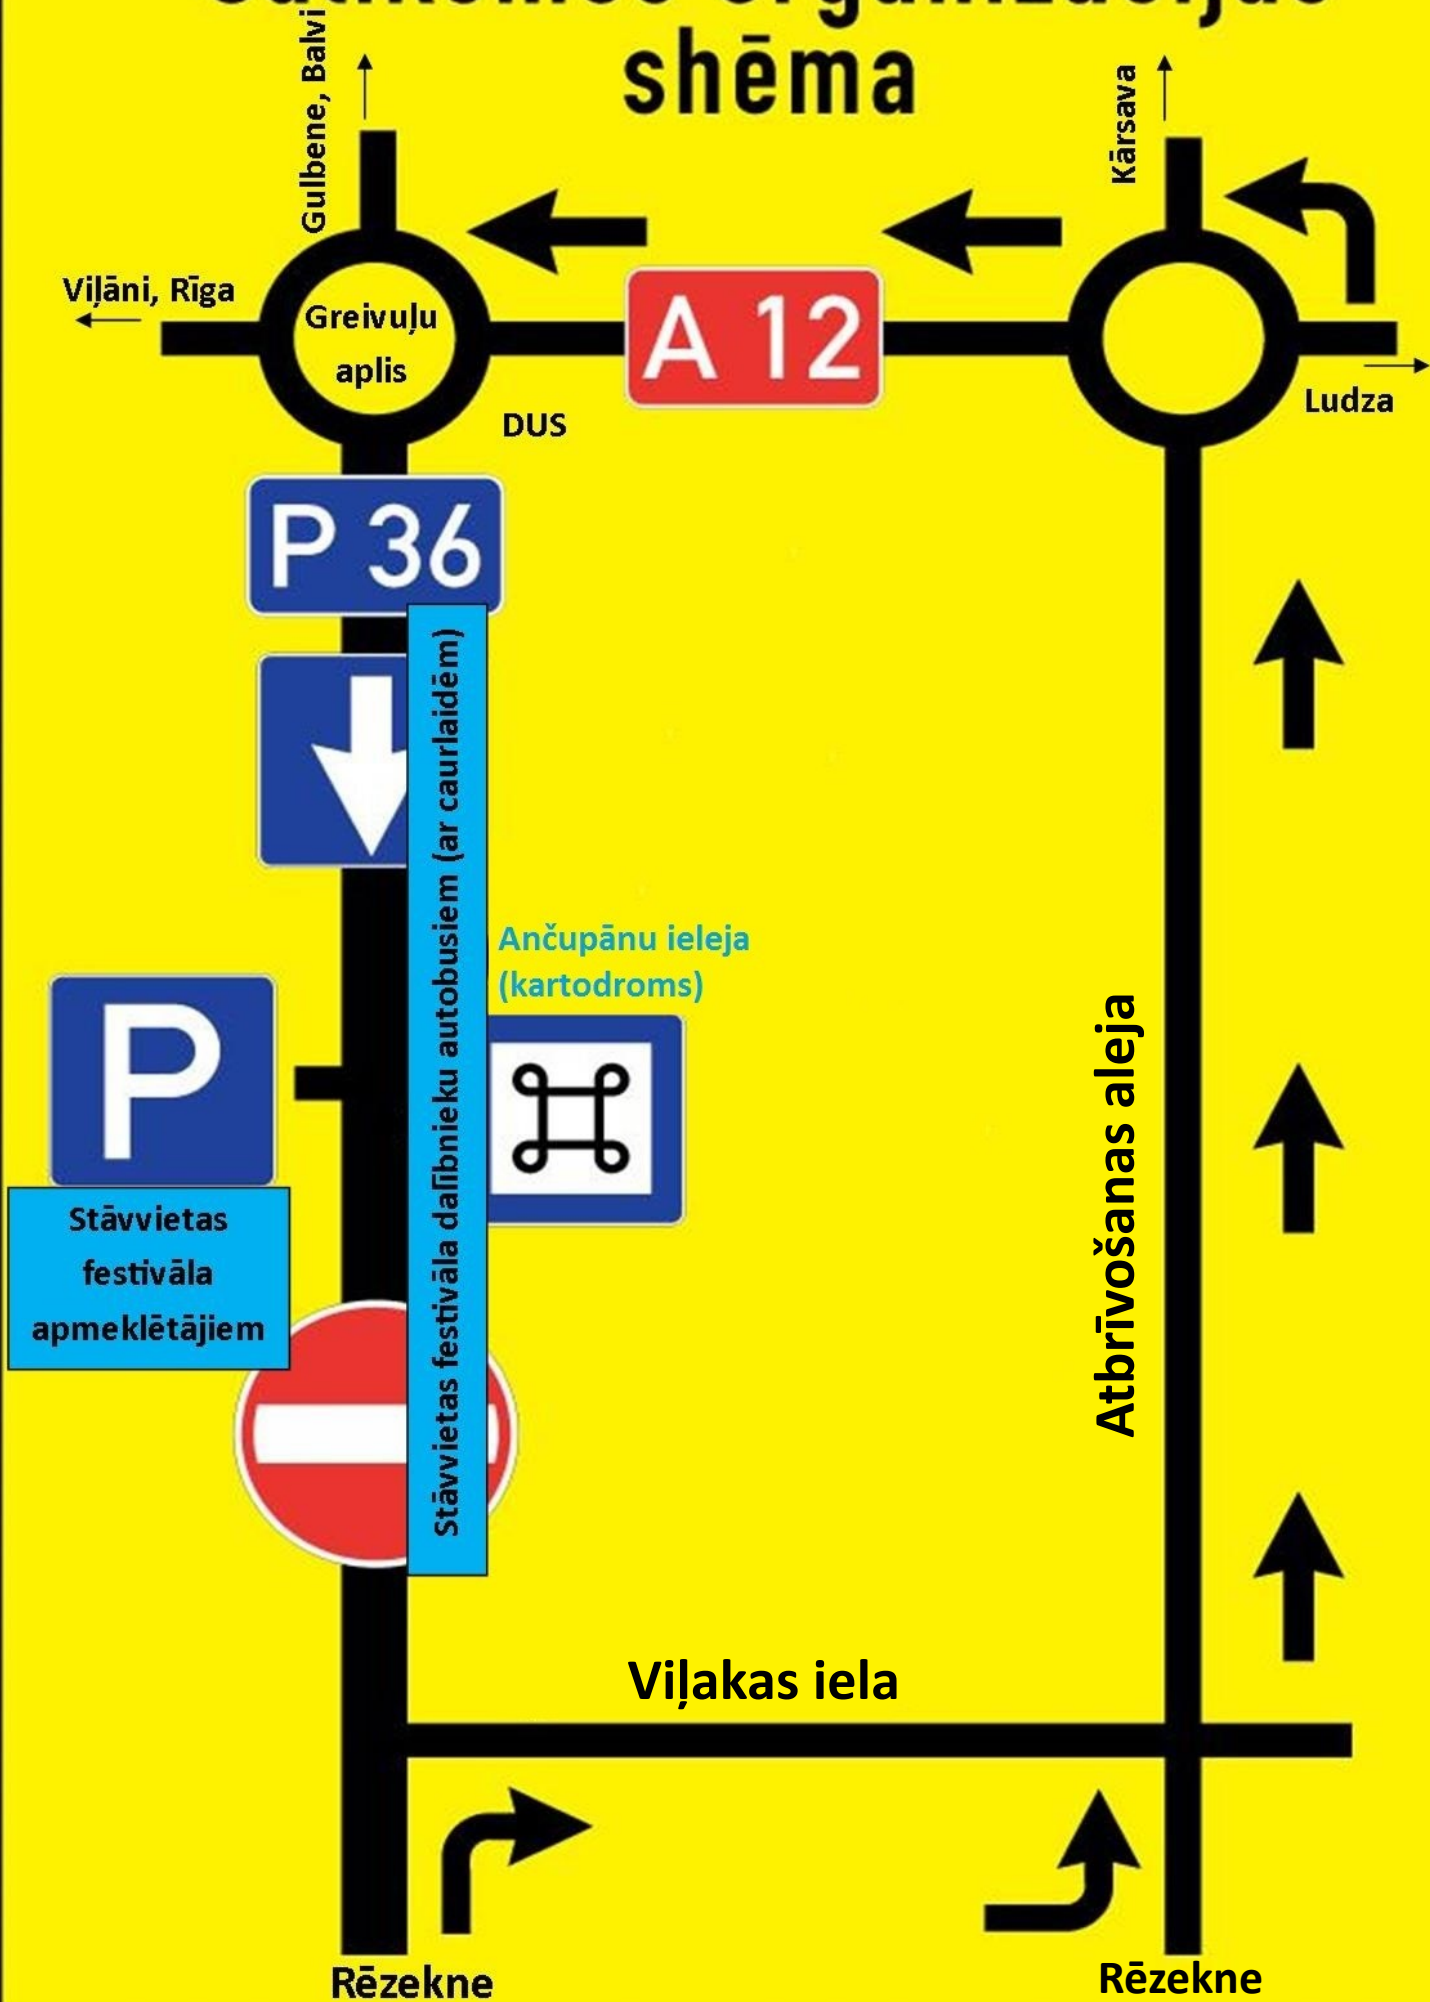 shēma
Gulbene, Balvi
Kārsava
Viļāni, Rīga
Greivuļu
aplis
A 12
Ludza
DUS
P 36
Stāvvietas festivāla dalībnieku autobusiem (ar caurlaidēm)
Ančupānu ieleja
(kartodroms)
P
Stāvvietas
festivāla
apmeklētājiem
Atbrīvošanas aleja
Viļakas iela
Rēzekne
Rēzekne